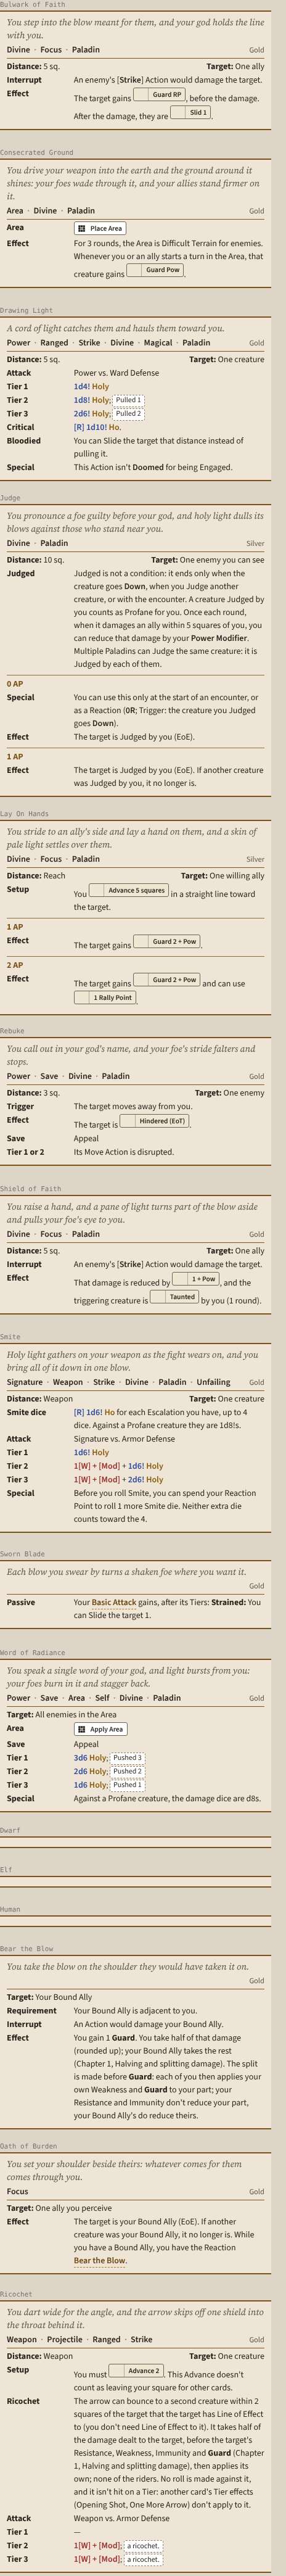 Bulwark of Faith
You step into the blow meant for them, and your god holds the line
with you.
Divine · Focus · Paladin Gold
Distance: 5 sq. Target: One ally
Interrupt An enemy's [Strike] Action would damage the target.
Effect The target gains Guard RP, before the damage.
After the damage, they are Slid 1.
Consecrated Ground
You drive your weapon into the earth and the ground around it
shines: your foes wade through it, and your allies stand firmer on
it.
Area · Divine · Paladin Gold
Area Place Area
Effect For 3 rounds, the Area is Difficult Terrain for enemies.
Whenever you or an ally starts a turn in the Area, that
creature gains Guard Pow.
Drawing Light
A cord of light catches them and hauls them toward you.
Power · Ranged · Strike · Divine · Magical · Paladin Gold
Distance: 5 sq. Target: One creature
Attack Power vs. Ward Defense
Tier 1 1d4! Holy
Tier 2 1d8! Holy; Pulled 1
Tier 3 2d6! Holy; Pulled 2
Critical [R] 1d10! Ho.
Bloodied You can Slide the target that distance instead of
pulling it.
Special This Action isn't Doomed for being Engaged.
Judge
You pronounce a foe guilty before your god, and holy light dulls its
blows against those who stand near you.
Divine · Paladin Silver
Distance: 10 sq. Target: One enemy you can see
Judged Judged is not a condition: it ends only when the
creature goes Down, when you Judge another
creature, or with the encounter. A creature Judged by
you counts as Profane for you. Once each round,
when it damages an ally within 5 squares of you, you
can reduce that damage by your Power Modifier.
Multiple Paladins can Judge the same creature: it is
Judged by each of them.
0 AP
Special You can use this only at the start of an encounter, or
as a Reaction (0R; Trigger: the creature you Judged
goes Down).
Effect The target is Judged by you (EoE).
1 AP
Effect The target is Judged by you (EoE). If another creature
was Judged by you, it no longer is.
Lay On Hands
You stride to an ally's side and lay a hand on them, and a skin of
pale light settles over them.
Divine · Focus · Paladin Silver
Distance: Reach Target: One willing ally
Setup You Advance 5 squares in a straight line toward
the target.
1 AP
Effect The target gains Guard 2 + Pow.
2 AP
Effect The target gains Guard 2 + Pow and can use
1 Rally Point.
Rebuke
You call out in your god's name, and your foe's stride falters and
stops.
Power · Save · Divine · Paladin Gold
Distance: 3 sq. Target: One enemy
Trigger The target moves away from you.
Effect The target is Hindered (EoT).
Save Appeal
Tier 1 or 2 Its Move Action is disrupted.
Shield of Faith
You raise a hand, and a pane of light turns part of the blow aside
and pulls your foe's eye to you.
Divine · Focus · Paladin Gold
Distance: 5 sq. Target: One ally
Interrupt An enemy's [Strike] Action would damage the target.
Effect That damage is reduced by 1 + Pow, and the
triggering creature is Taunted by you (1 round).
Smite
Holy light gathers on your weapon as the fight wears on, and you
bring all of it down in one blow.
Signature · Weapon · Strike · Divine · Paladin · Unfailing Gold
Distance: Weapon Target: One creature
Smite dice [R] 1d6! Ho for each Escalation you have, up to 4
dice. Against a Profane creature they are 1d8!s.
Attack Signature vs. Armor Defense
Tier 1 1d6! Holy
Tier 2 1[W] + [Mod] + 1d6! Holy
Tier 3 1[W] + [Mod] + 2d6! Holy
Special Before you roll Smite, you can spend your Reaction
Point to roll 1 more Smite die. Neither extra die
counts toward the 4.
Sworn Blade
Each blow you swear by turns a shaken foe where you want it.
Gold
Passive Your Basic Attack gains, after its Tiers: Strained: You
can Slide the target 1.
Word of Radiance
You speak a single word of your god, and light bursts from you:
your foes burn in it and stagger back.
Power · Save · Area · Self · Divine · Paladin Gold
Target: All enemies in the Area
Area Apply Area
Save Appeal
Tier 1 3d6 Holy; Pushed 3
Tier 2 2d6 Holy; Pushed 2
Tier 3 1d6 Holy; Pushed 1
Special Against a Profane creature, the damage dice are d8s.
Dwarf
Elf
Human
Bear the Blow
You take the blow on the shoulder they would have taken it on.
Gold
Target: Your Bound Ally
Requirement Your Bound Ally is adjacent to you.
Interrupt An Action would damage your Bound Ally.
Effect You gain 1 Guard. You take half of that damage
(rounded up); your Bound Ally takes the rest
(Chapter 1, Halving and splitting damage). The split
is made before Guard: each of you then applies your
own Weakness and Guard to your part; your
Resistance and Immunity don't reduce your part,
your Bound Ally's do reduce theirs.
Oath of Burden
You set your shoulder beside theirs: whatever comes for them
comes through you.
Focus Gold
Target: One ally you perceive
Effect The target is your Bound Ally (EoE). If another
creature was your Bound Ally, it no longer is. While
you have a Bound Ally, you have the Reaction
Bear the Blow.
Ricochet
You dart wide for the angle, and the arrow skips off one shield into
the throat behind it.
Weapon · Projectile · Ranged · Strike Gold
Distance: Weapon Target: One creature
Setup You must Advance 2. This Advance doesn't
count as leaving your square for other cards.
Ricochet The arrow can bounce to a second creature within 2
squares of the target that the target has Line of Effect
to (you don't need Line of Effect to it). It takes half of
the damage dealt to the target, before the target's
Resistance, Weakness, Immunity and Guard (Chapter
1, Halving and splitting damage), then applies its
own; none of the riders. No roll is made against it,
and it isn't hit on a Tier: another card's Tier effects
(Opening Shot, One More Arrow) don't apply to it.
Attack Weapon vs. Armor Defense
Tier 1 —
Tier 2 1[W] + [Mod]; a ricochet.
Tier 3 1[W] + [Mod]; a ricochet.